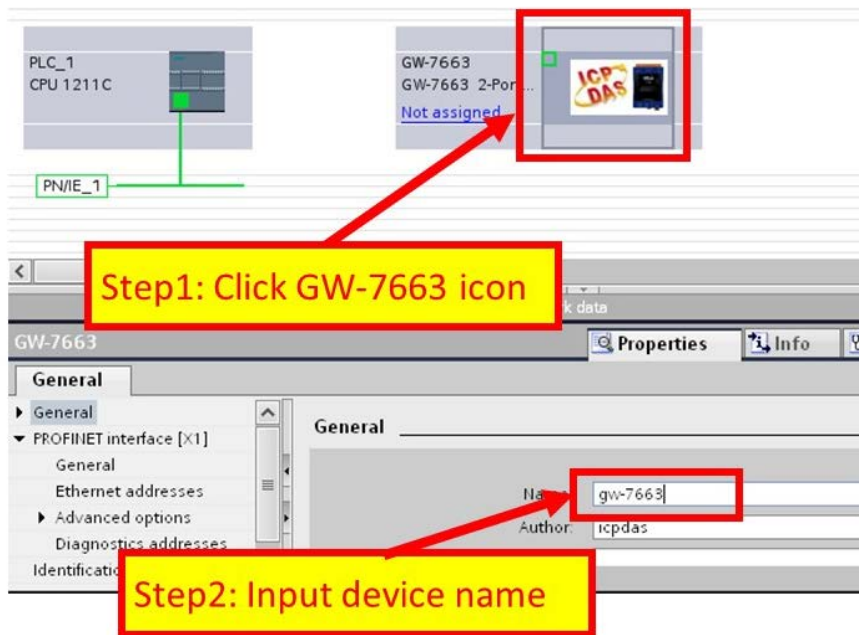 PLC_1
CPU 1211C
GW-7663
GW-7663 2-Por...
Not assigned
ICP
DAS
PN/IE_1
Step1: Click GW-7663 icon
data
GW-7663
Properties
Info
General
General
PROFINET interface [X1]
General
Ethernet addresses
Advanced options
Diagnostics addresses
General
gw-7663
Author:
icpdas
Step2: Input device name